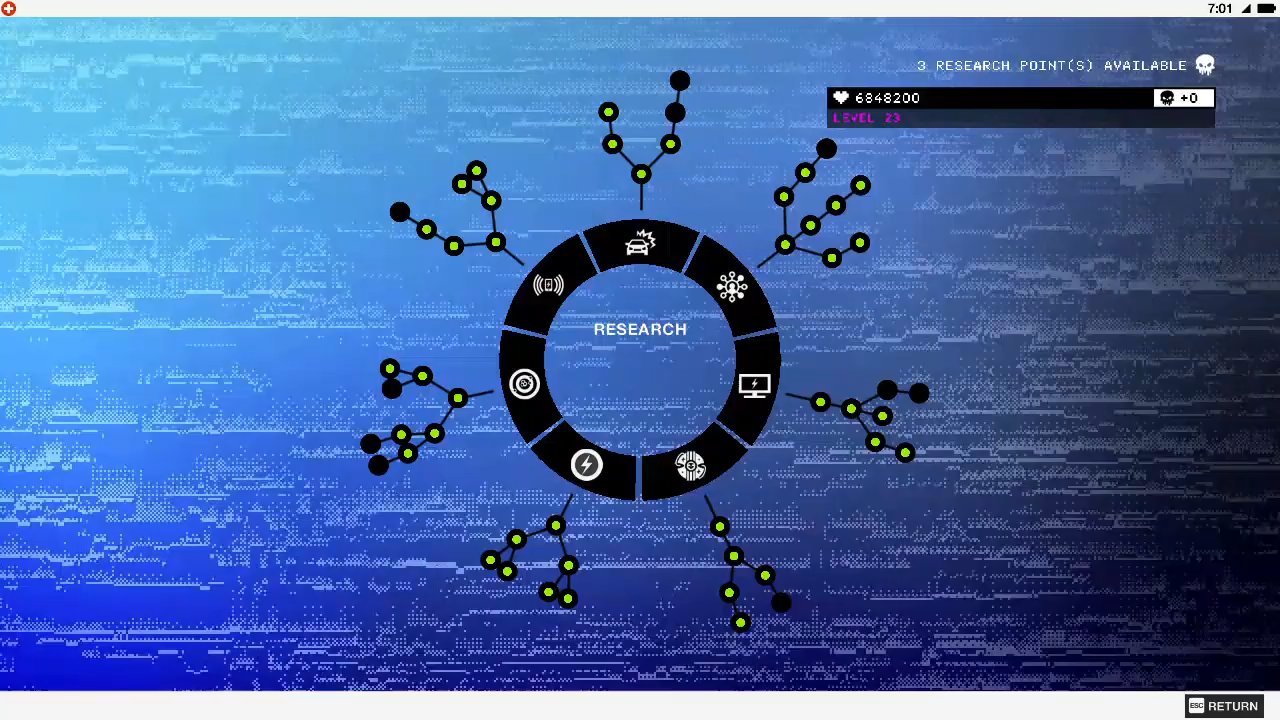 7:01
3 RESEARCH POINT(S) AVAILABLE
6848200
+0
LEVEL 23
RESEARCH
ESC RETURN